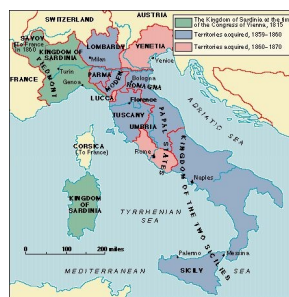 SWITZERLAND
AUSTRIA
The Kingdom of Sardinia at the time
of the Congress of Vienna, 1815
Territories acquired, 1859-1860
Territories acquired, 1860-1870
SAVOY
(To France
in 1860)
KINGDOM OF
SARDINIA
LOMBARDY
Milan
VENETIA
Venice
PIEDMONT
Turin
Genoa
PARMA
MODENA
Bologna
ROMAGNA
FRANCE
LUCCA
Florence
TUSCANY
UMBRIA
PAPAL STATES
ADRIATIC SEA
CORSICA
(To France)
Rome
KINGDOM OF THE TWO SICILIES
Naples
KINGDOM
OF
SARDINIA
TYRRHENIAN
SEA
0 100 200 miles
Palermo
Messina
MEDITERRANEAN
SEA
SICILY